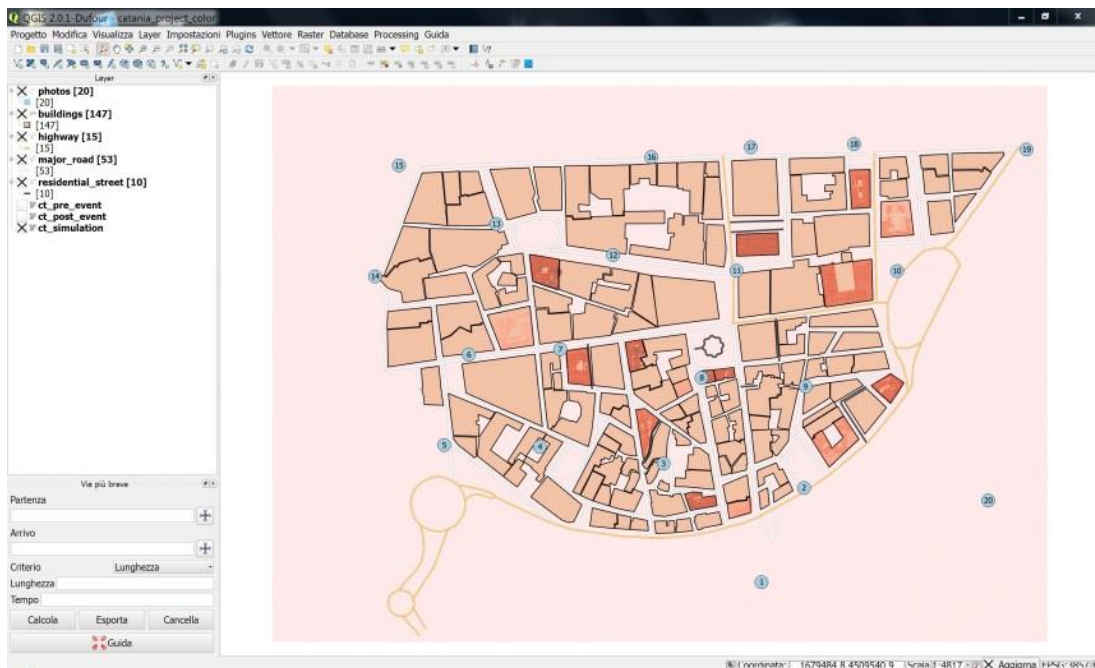 QGIS 2.0.1-Dufour - catania_project_color
Progetto Modifica Visualizza Layer Impostazioni Plugins Vettore Raster Database Processing Guida
Layer
photos [20]
[20]
buildings [147]
[147]
highway [15]
[15]
major_road [53]
[53]
residential_street [10]
[10]
ct_pre_event
ct_post_event
ct_simulation
Via più breve
Partenza
Arrivo
Criterio Lunghezza
Lunghezza
Tempo
Calcola Esporta Cancella
Guida
15
16
17
18
19
13
12
14
11
10
6
7
8
9
5
4
3
2
20
1
Coordinata: 1679484.8,4509540.9 Scala 1:4817 Aggiorna